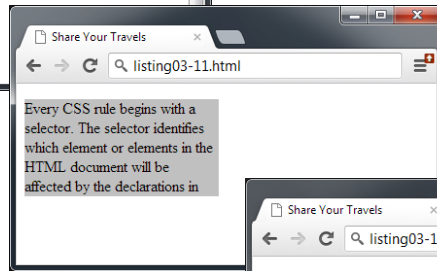 Share Your Travels
listing03-11.html
Every CSS rule begins with a
selector. The selector identifies
which element or elements in the
HTML document will be
affected by the declarations in
Share Your Travels
listing03-1